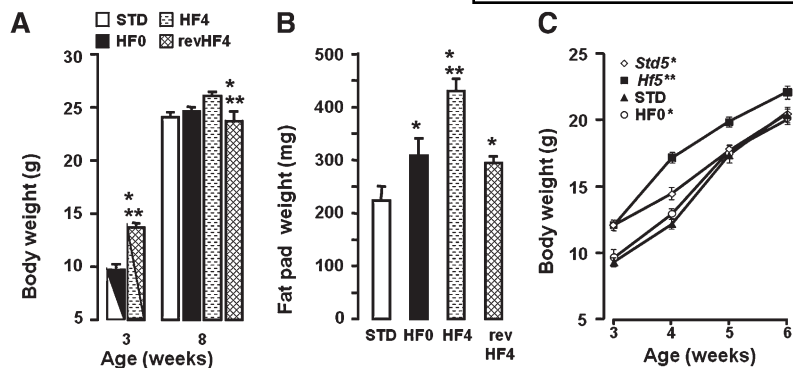 A
STD
HF4
HF0
revHF4
Body weight (g)
30
25
20
15
10
5
*
**
*
**
3
8
Age (weeks)
B
Fat pad weight (mg)
500
400
300
200
100
0
*
*
**
*
STD HF0 HF4 rev
HF4
C
Std5*
Hf5**
STD
HF0*
Body weight (g)
25
20
15
10
5
3 4 5 6
Age (weeks)